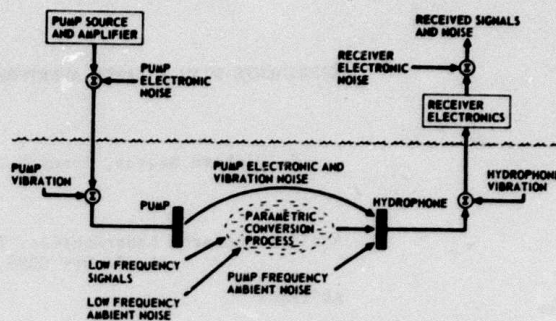 PUMP SOURCE
AND AMPLIFIER
PUMP
ELECTRONIC
NOISE
RECEIVED SIGNALS
AND NOISE
RECEIVER
ELECTRONIC
NOISE
RECEIVER
ELECTRONICS
PUMP
VIBRATION
Σ
Σ
Σ
Σ
PUMP ELECTRONIC AND
VIBRATION NOISE
HYDROPHONE
VIBRATION
PUMP
PARAMETRIC
CONVERSION
PROCESS
HYDROPHONE
LOW FREQUENCY
SIGNALS
LOW FREQUENCY
AMBIENT NOISE
PUMP FREQUENCY
AMBIENT NOISE